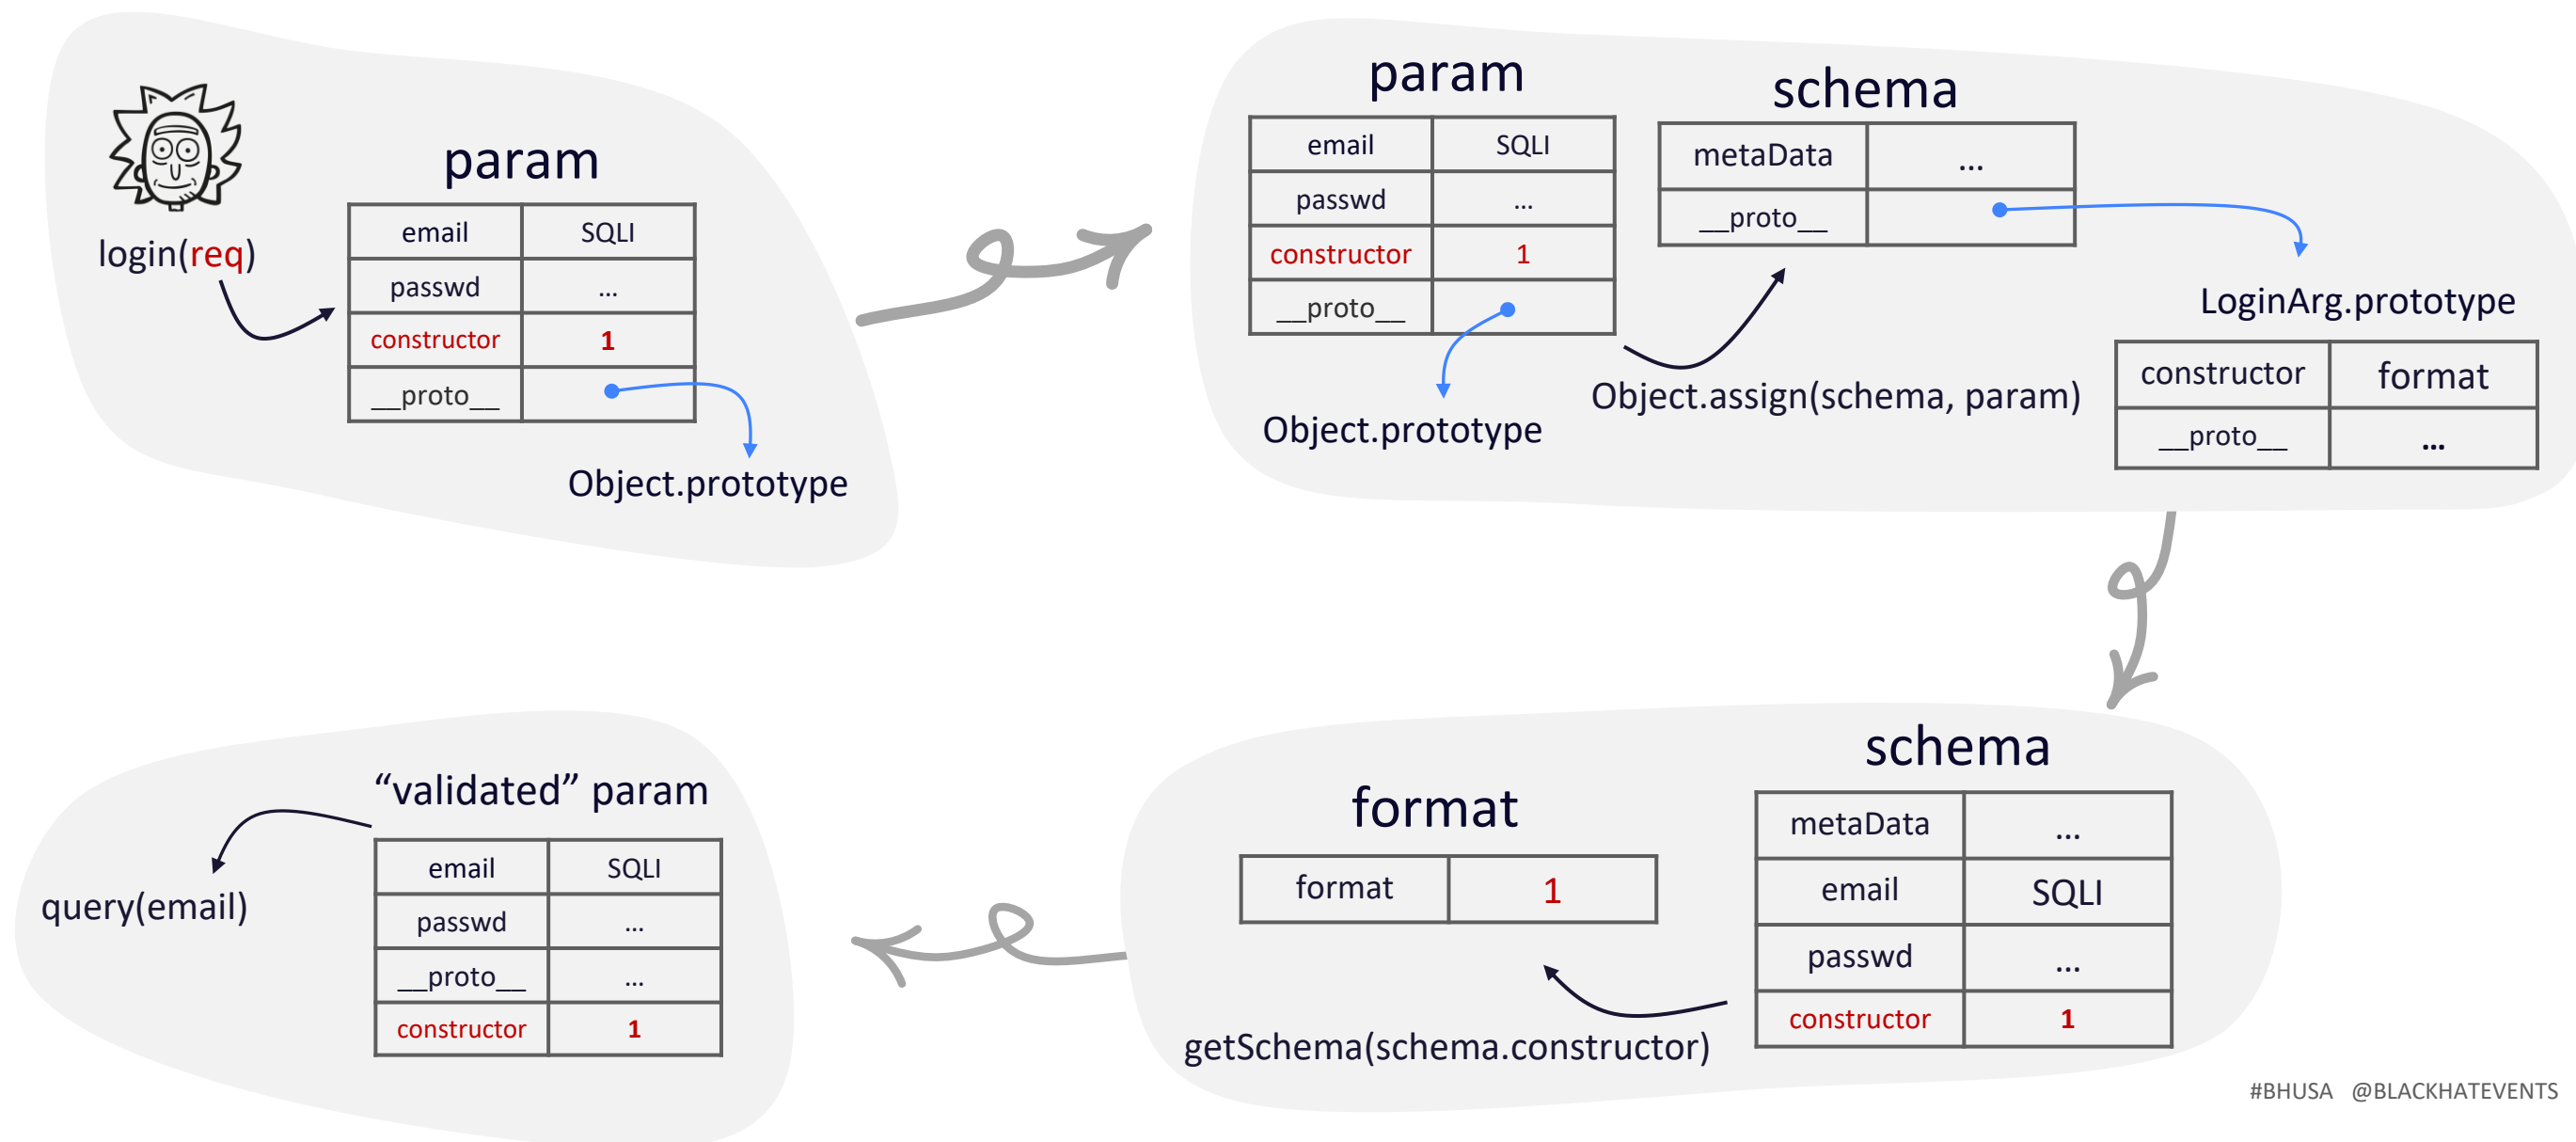 login(req)
param
email SQLI
passwd ...
constructor 1
__proto__
Object.prototype
param
email SQLI
passwd ...
constructor 1
__proto__
Object.prototype
schema
metaData ...
__proto__
Object.assign(schema, param)
LoginArg.prototype
constructor format
__proto__ ...
schema
metaData ...
email SQLI
passwd ...
constructor 1
getSchema(schema.constructor)
format
format 1
“validated” param
email SQLI
passwd ...
__proto__ ...
constructor 1
query(email)
#BHUSA @BLACKHATEVENTS